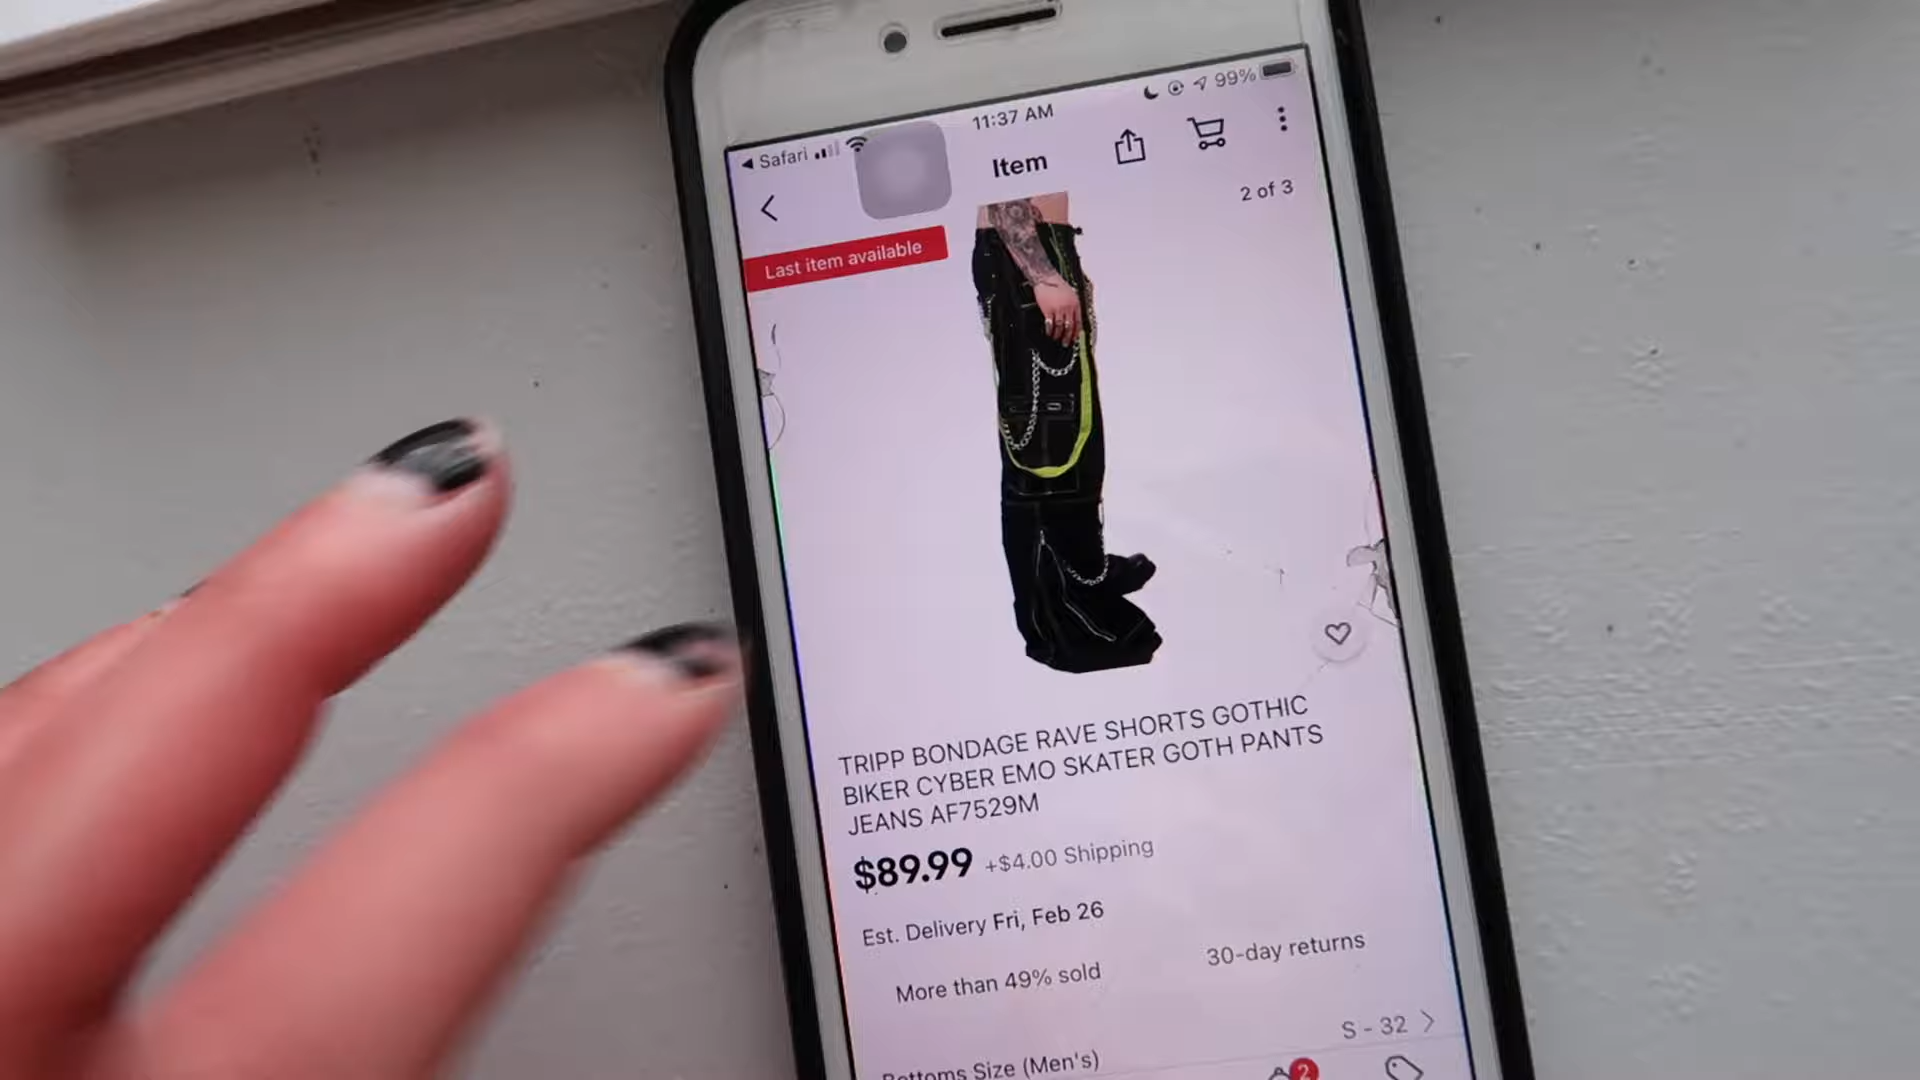 11:37 AM
99%
Safari
Item
2 of 3
Last item available
TRIPP BONDAGE RAVE SHORTS GOTHIC
BIKER CYBER EMO SKATER GOTH PANTS
JEANS AF7529M
$89.99 +$4.00 Shipping
Est. Delivery Fri, Feb 26
More than 49% sold
30-day returns
S - 32
Bottoms Size (Men's)
2